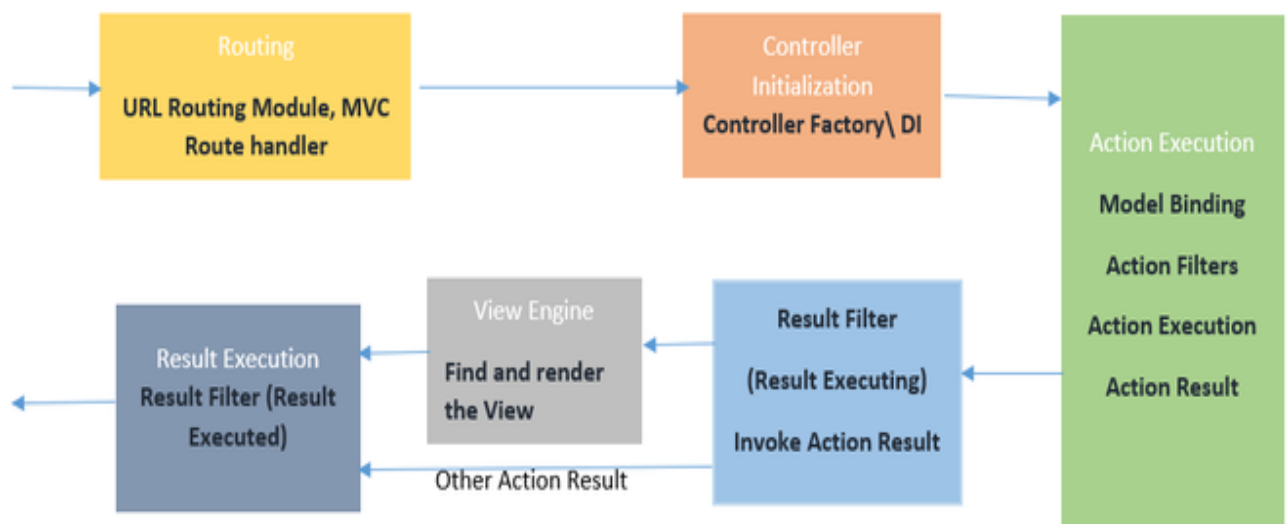 Routing
URL Routing Module, MVC
Route handler
Controller
Initialization
Controller Factory\ DI
Action Execution
Model Binding
Action Filters
Action Execution
Action Result
Result Filter
(Result Executing)
Invoke Action Result
View Engine
Find and render
the View
Other Action Result
Result Execution
Result Filter (Result
Executed)